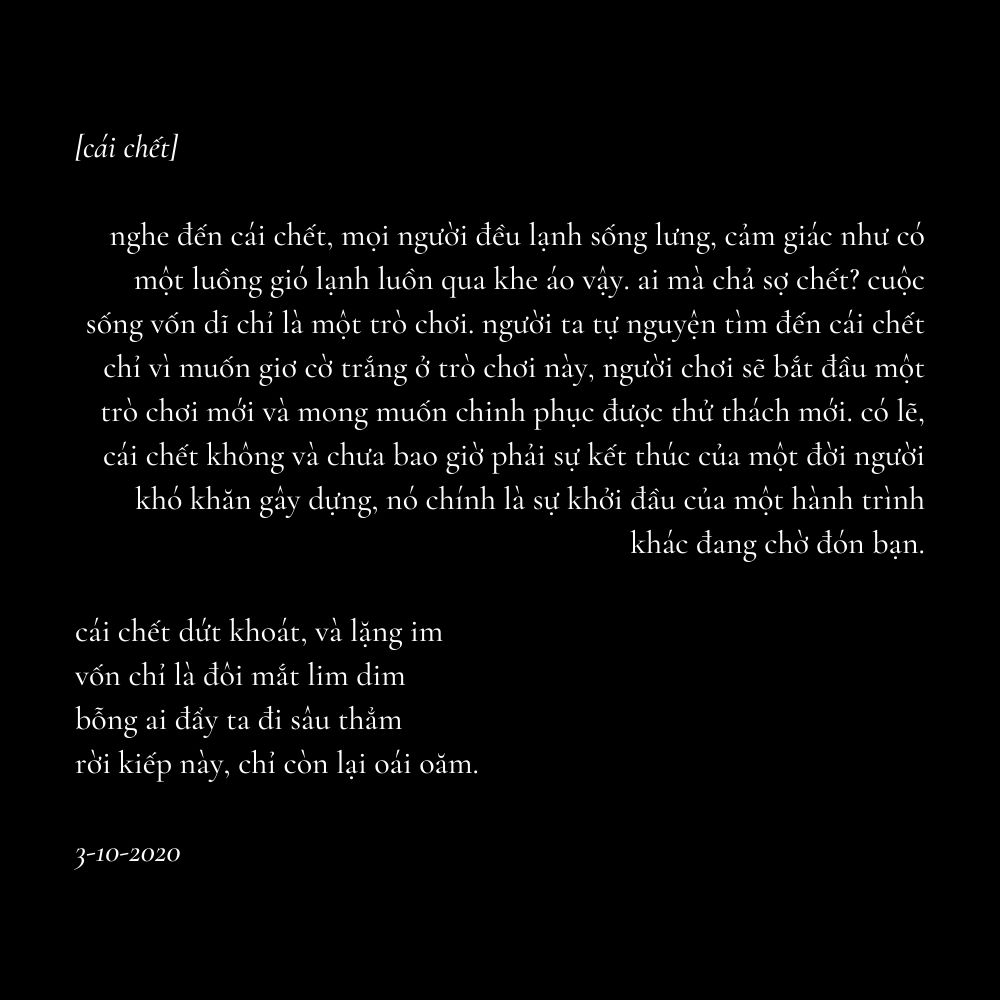 [cái chết]
nghe đến cái chết, mọi người đều lạnh sống lưng, cảm giác như có
một luồng gió lạnh luồn qua khe áo vậy. ai mà chả sợ chết? cuộc
sống vốn dĩ chỉ là một trò chơi. người ta tự nguyện tìm đến cái chết
chỉ vì muốn giơ cờ trắng ở trò chơi này, người chơi sẽ bắt đầu một
trò chơi mới và mong muốn chinh phục được thử thách mới. có lẽ,
cái chết không và chưa bao giờ phải sự kết thúc của một đời người
khó khăn gây dựng, nó chính là sự khởi đầu của một hành trình
khác đang chờ đón bạn.
cái chết dứt khoát, và lặng im
vốn chỉ là đôi mắt lim dim
bỗng ai đẩy ta đi sâu thẳm
rời kiếp này, chỉ còn lại oái oăm.
3-10-2020